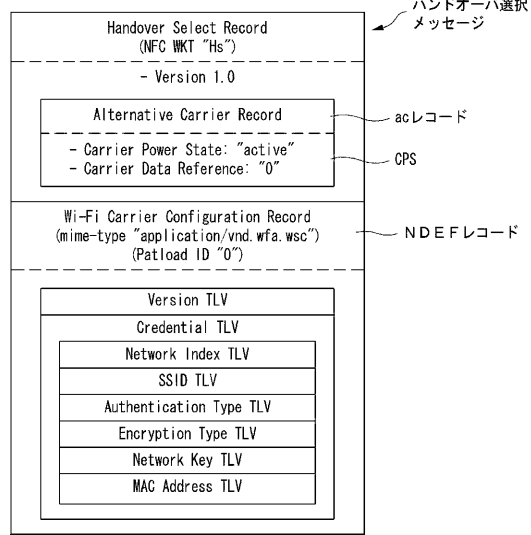 ハンドオーバ選択
メッセージ
Handover Select Record
(NFC WKT "Hs")
- Version 1.0
Alternative Carrier Record
acレコード
- Carrier Power State: "active"
CPS
- Carrier Data Reference: "0"
Wi-Fi Carrier Configuration Record
(mime-type "application/vnd.wfa.wsc")
NDEFレコード
(Patload ID "0")
Version TLV
Credential TLV
Network Index TLV
SSID TLV
Authentication Type TLV
Encryption Type TLV
Network Key TLV
MAC Address TLV